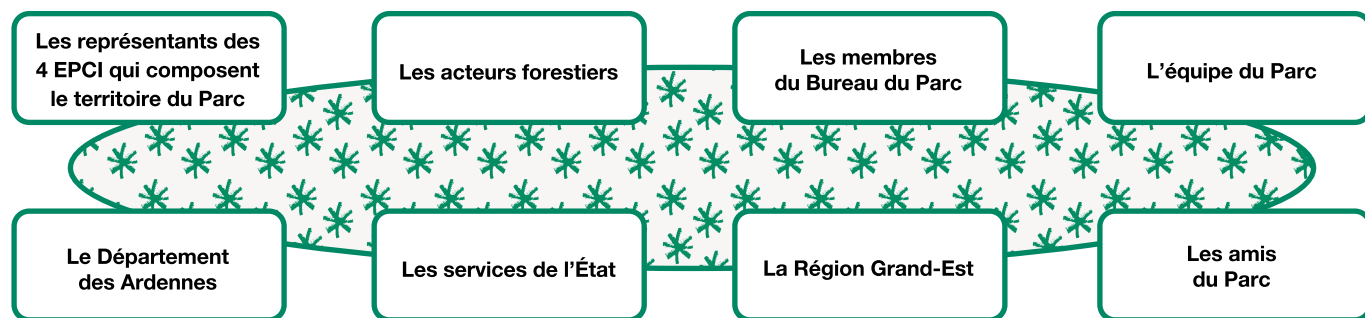 Les représentants des
4 EPCI qui composent
le territoire du Parc
Les acteurs forestiers
Les membres
du Bureau du Parc
L’équipe du Parc
Le Département
des Ardennes
Les services de l’État
La Région Grand-Est
Les amis
du Parc